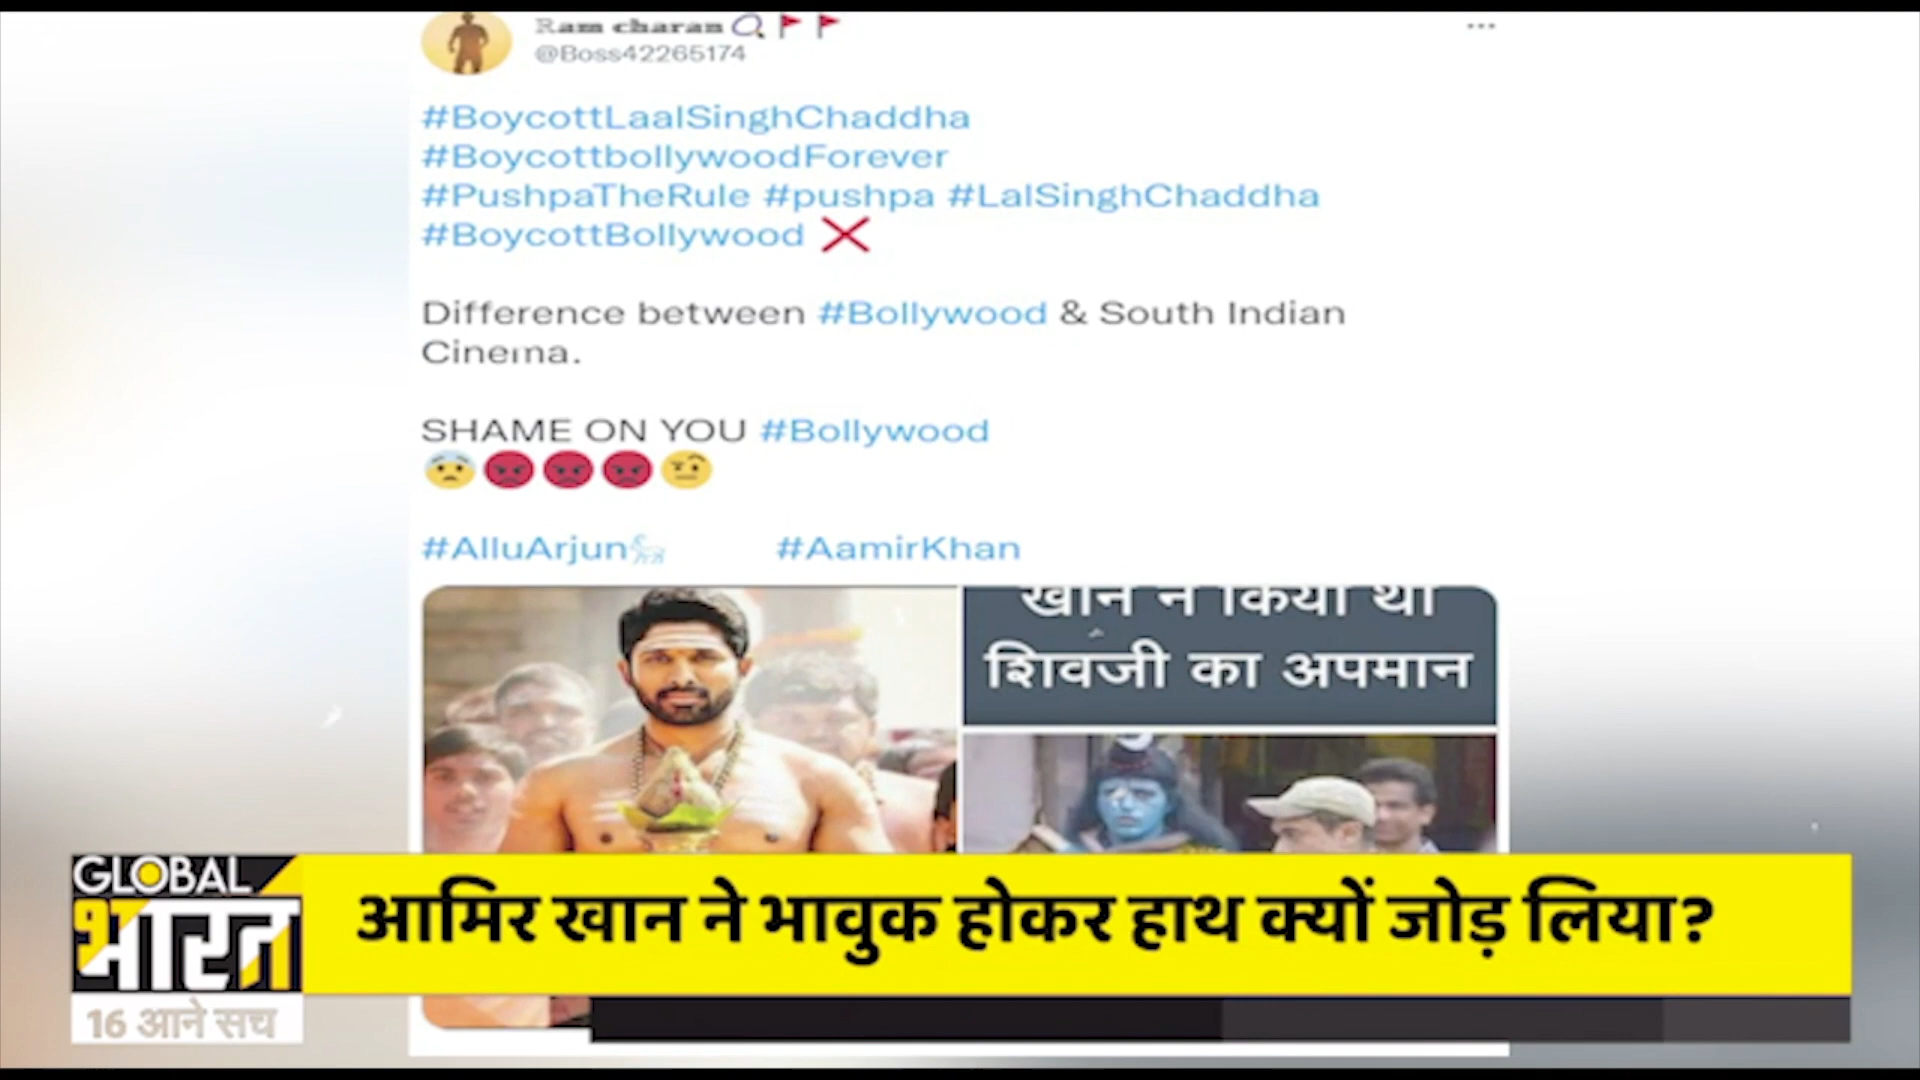 Ram charan
@Boss42265174
#BoycottLaalSinghChaddha
#BoycottbollywoodForever
#PushpaTheRule #pushpa #LalSinghChaddha
#BoycottBollywood ❌
Difference between #Bollywood & South Indian
Cinema.
SHAME ON YOU #Bollywood
😨😡😡😡🤨
#AlluArjun🐐 #AamirKhan
खान ने किया था
शिवजी का अपमान
GLOBAL
भारत
16 आने सच
आमिर खान ने भावुक होकर हाथ क्यों जोड़ लिया?